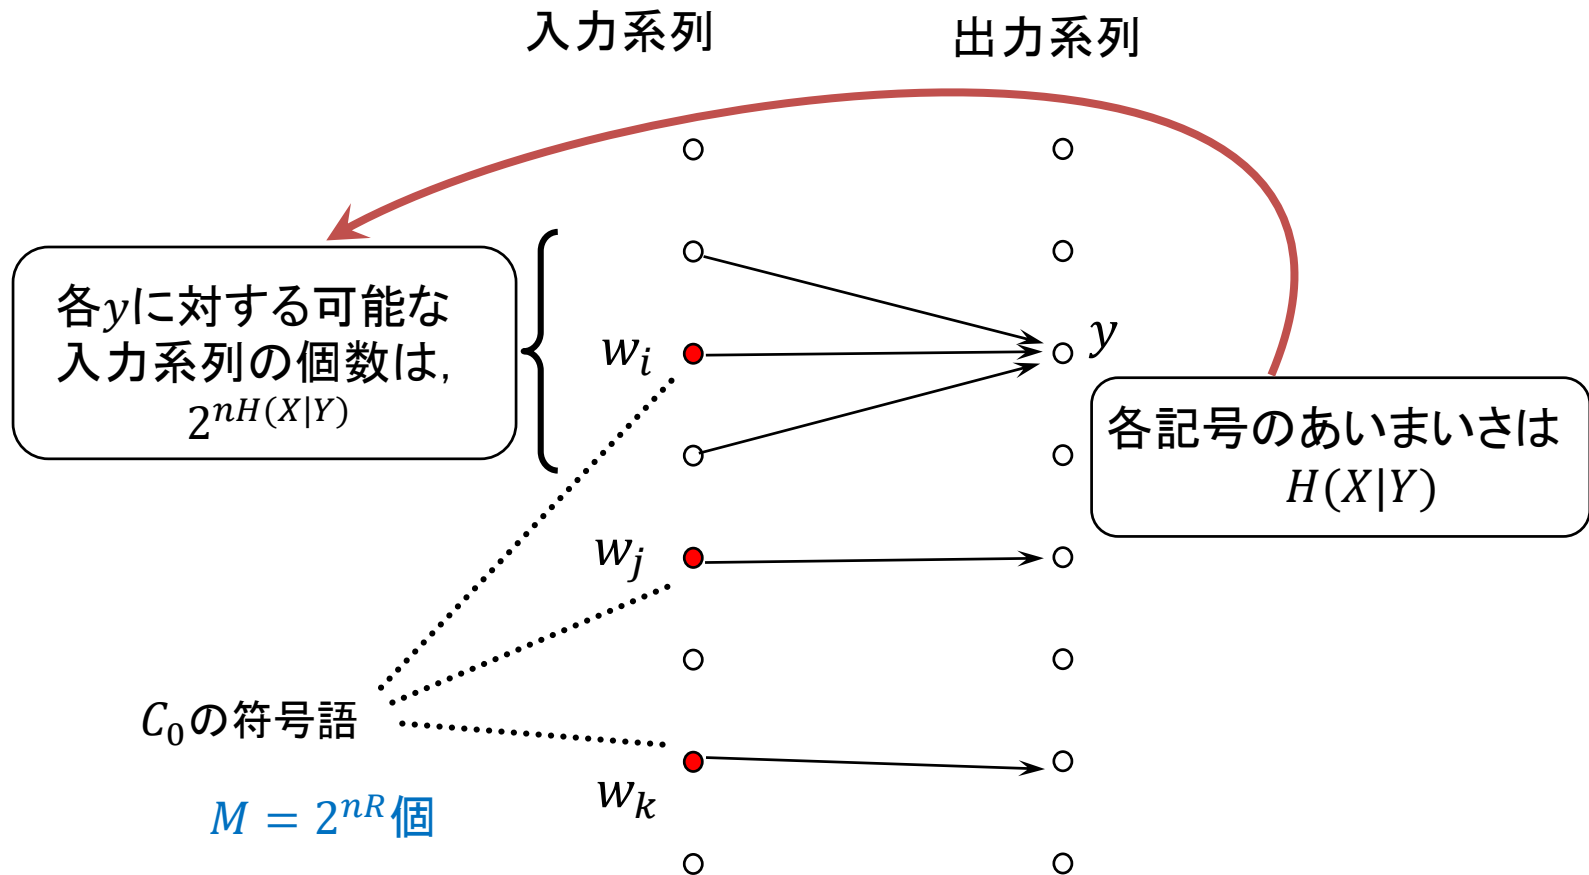 入力系列
出力系列
各yに対する可能な
入力系列の個数は,
2^{nH(X|Y)}
w_i
y
各記号のあいまいさは
H(X|Y)
w_j
C_0の符号語
w_k
M = 2^{nR}個